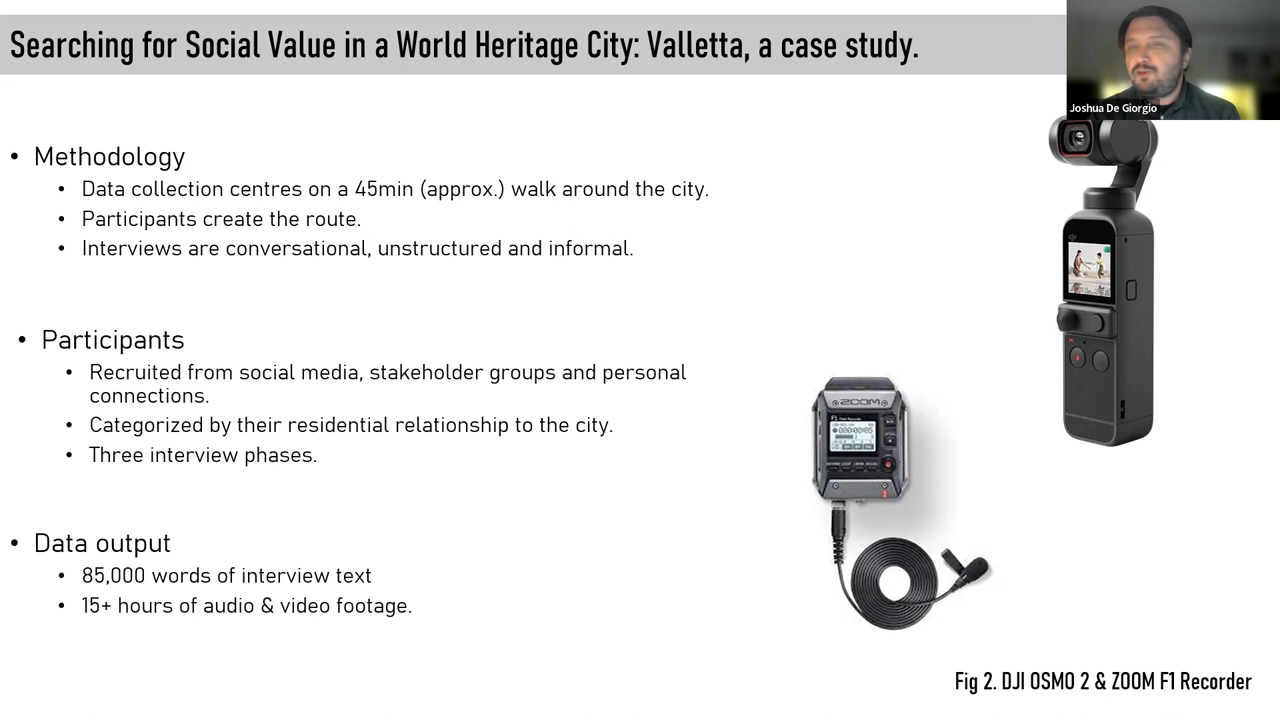 Searching for Social Value in a World Heritage City: Valletta, a case study.
Joshua De Giorgio
• Methodology
• Data collection centres on a 45min (approx.) walk around the city.
• Participants create the route.
• Interviews are conversational, unstructured and informal.
• Participants
• Recruited from social media, stakeholder groups and personal
connections.
• Categorized by their residential relationship to the city.
• Three interview phases.
• Data output
• 85,000 words of interview text
• 15+ hours of audio & video footage.
ZOOM
F1 Field Recorder
Fig 2. DJI OSMO 2 & ZOOM F1 Recorder